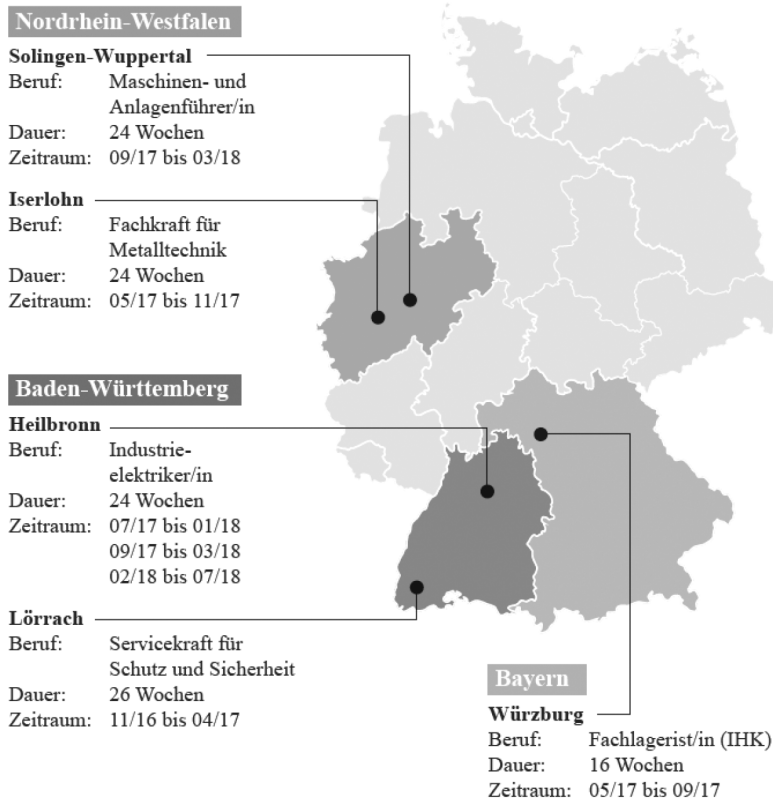 Nordrhein-Westfalen
Solingen-Wuppertal
Beruf: Maschinen- und
Anlagenführer/in
Dauer: 24 Wochen
Zeitraum: 09/17 bis 03/18
Iserlohn
Beruf: Fachkraft für
Metalltechnik
Dauer: 24 Wochen
Zeitraum: 05/17 bis 11/17
Baden-Württemberg
Heilbronn
Beruf: Industrie-
elektriker/in
Dauer: 24 Wochen
Zeitraum: 07/17 bis 01/18
09/17 bis 03/18
02/18 bis 07/18
Lörrach
Beruf: Servicekraft für
Schutz und Sicherheit
Dauer: 26 Wochen
Zeitraum: 11/16 bis 04/17
Bayern
Würzburg
Beruf: Fachlagerist/in (IHK)
Dauer: 16 Wochen
Zeitraum: 05/17 bis 09/17